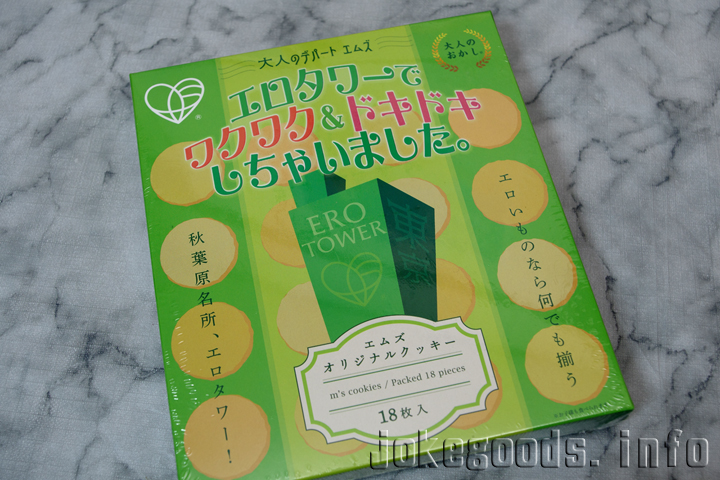 大人のデパート エムズ
大人の
おかし。
エロタワーで
ワクワク&ドキドキ
しちゃいました。
ERO
TOWER
東京
秋葉原名所、エロタワー!
エロいものなら何でも揃う
エムズ
オリジナルクッキー
m's cookies / Packed 18 pieces
18枚入
jokegoods.info